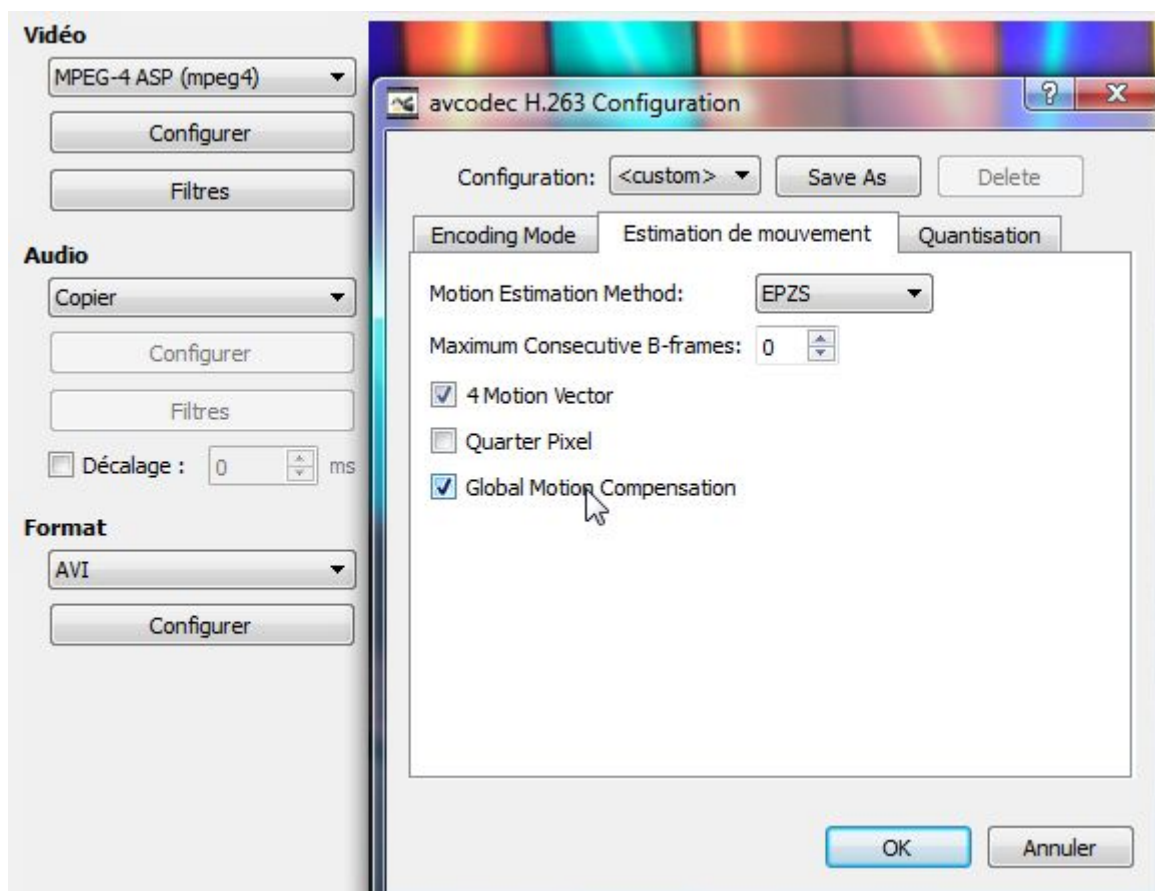 Vidéo
MPEG-4 ASP (mpeg4)
Configurer
Filtres
Audio
Copier
Configurer
Filtres
Décalage : 0 ms
Format
AVI
Configurer
avcodec H.263 Configuration
Configuration: <custom> Save As Delete
Encoding Mode Estimation de mouvement Quantisation
Motion Estimation Method: EPZS
Maximum Consecutive B-frames: 0
4 Motion Vector
Quarter Pixel
Global Motion Compensation
OK Annuler